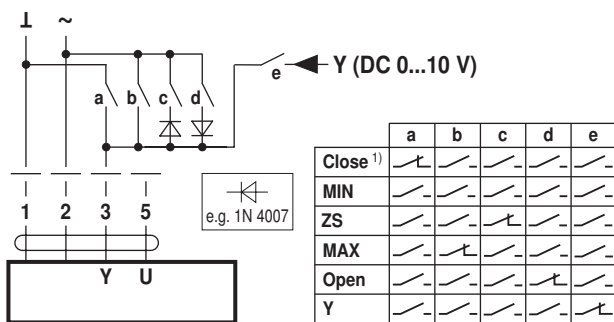 ⊥ ~
e Y (DC 0...10 V)
a b c d
a b c d e
Close 1)
MIN
ZS
MAX
Open
Y
1 2 3 5
e.g. 1N 4007
Y U